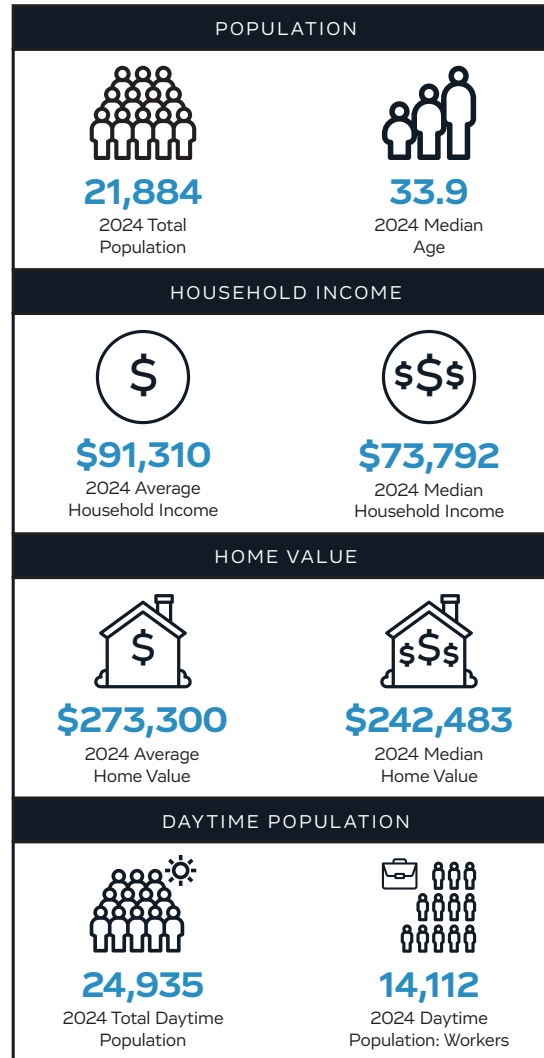 POPULATION
21,884
2024 Total
Population
33.9
2024 Median
Age
HOUSEHOLD INCOME
$
$91,310
2024 Average
Household Income
$$$
$73,792
2024 Median
Household Income
HOME VALUE
$
$273,300
2024 Average
Home Value
$$$
$242,483
2024 Median
Home Value
DAYTIME POPULATION
24,935
2024 Total Daytime
Population
14,112
2024 Daytime
Population: Workers